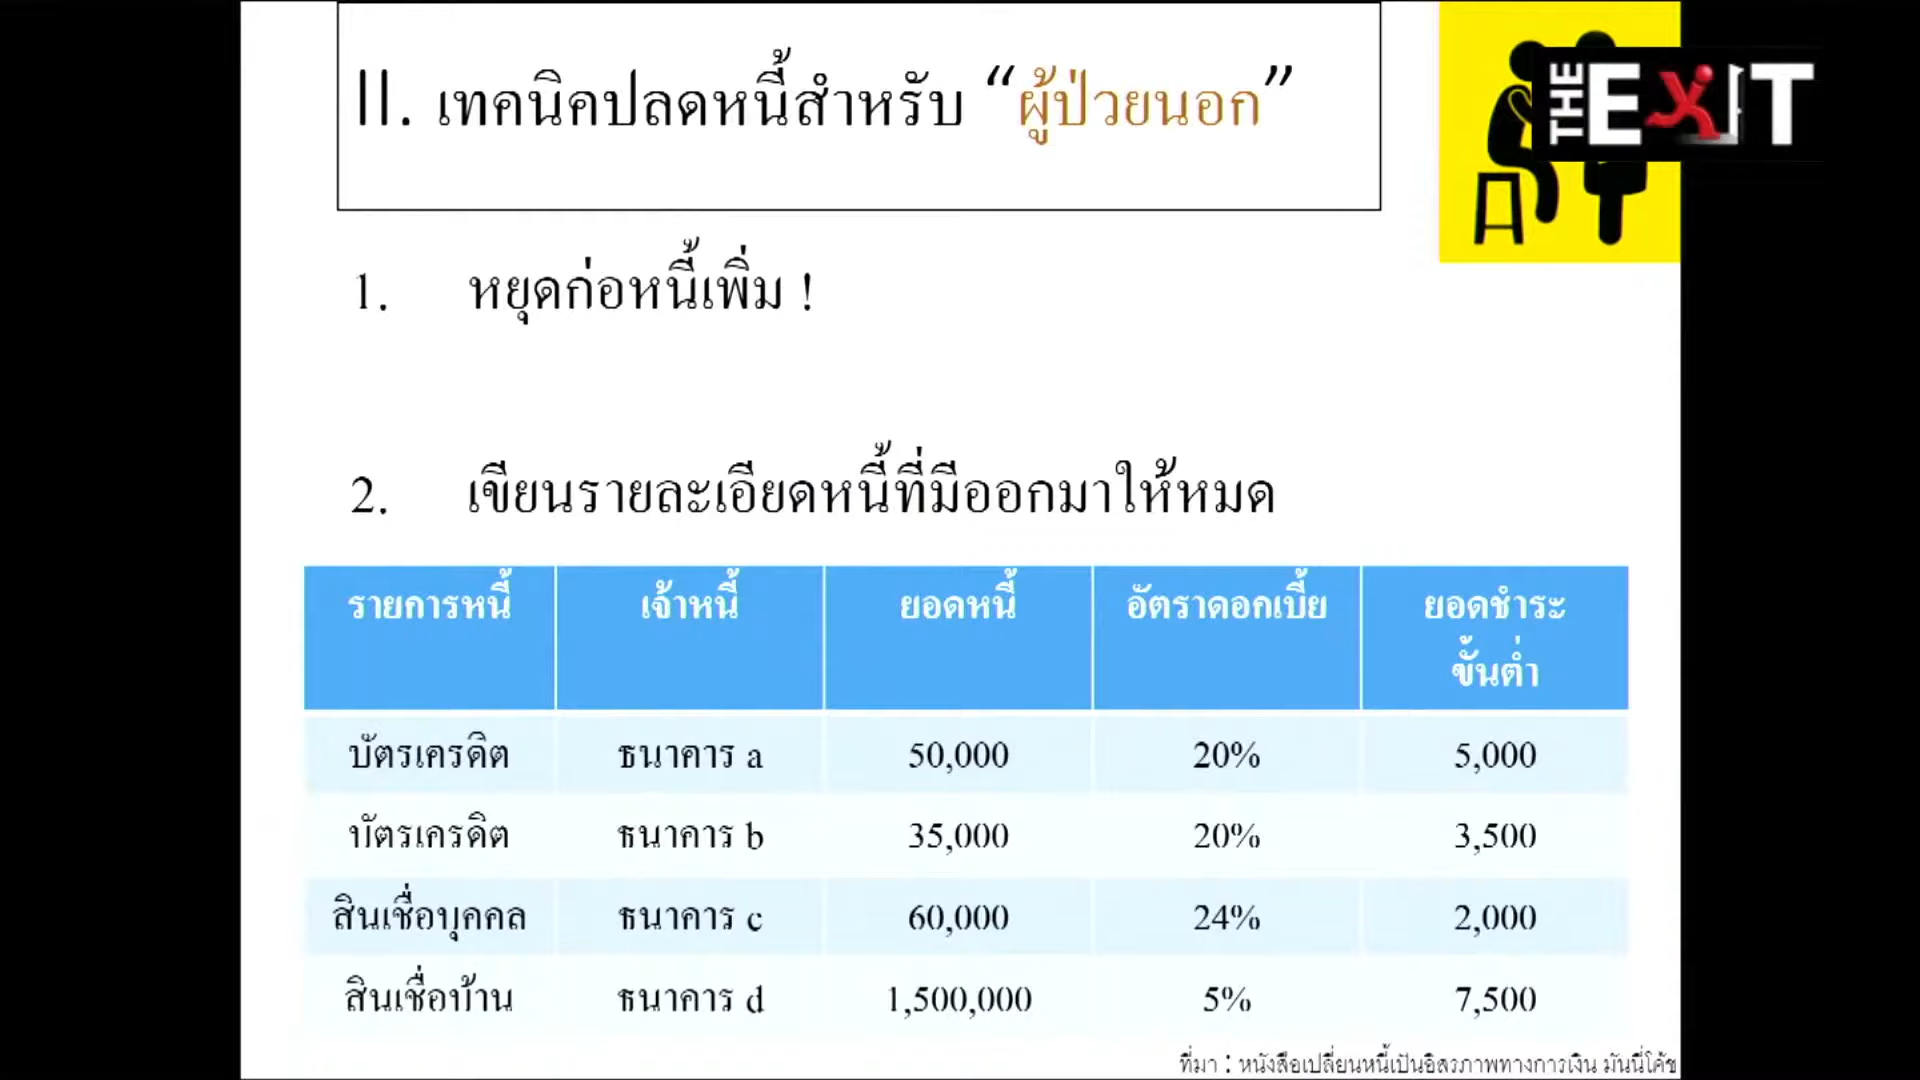 II. เทคนิคปลดหนี้สำหรับ “ผู้ป่วยนอก”
THE EXIT
1. หยุดก่อหนี้เพิ่ม !
2. เขียนรายละเอียดหนี้ที่มีออกมาให้หมด
รายการหนี้ เจ้าหนี้ ยอดหนี้ อัตราดอกเบี้ย ยอดชำระ
ขั้นต่ำ
บัตรเครดิต ธนาคาร a 50,000 20% 5,000
บัตรเครดิต ธนาคาร b 35,000 20% 3,500
สินเชื่อบุคคล ธนาคาร c 60,000 24% 2,000
สินเชื่อบ้าน ธนาคาร d 1,500,000 5% 7,500
ที่มา : หนังสือเปลี่ยนหนี้เป็นอิสรภาพทางการเงิน มันนี่โค้ช